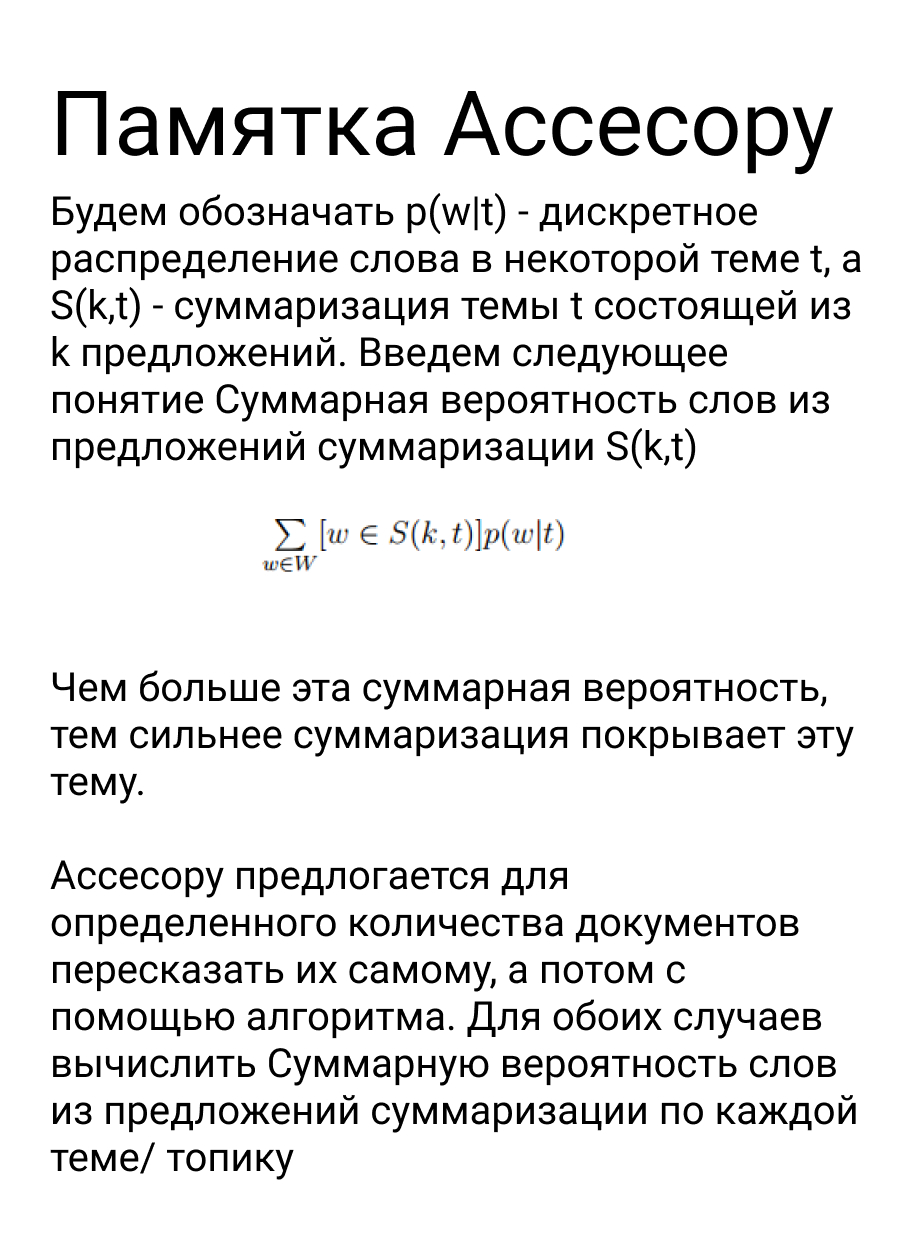 Памятка Ассесору
Будем обозначать p(w|t) - дискретное
распределение слова в некоторой теме t, а
S(k,t) - суммаризация темы t состоящей из
k предложений. Введем следующее
понятие Суммарная вероятность слов из
предложений суммаризации S(k,t)
∑ [w ∈ S(k, t)]p(w|t)
w∈W
Чем больше эта суммарная вероятность,
тем сильнее суммаризация покрывает эту
тему.
Ассесору предлогается для
определенного количества документов
пересказать их самому, а потом с
помощью алгоритма. Для обоих случаев
вычислить Суммарную вероятность слов
из предложений суммаризации по каждой
теме/ топику